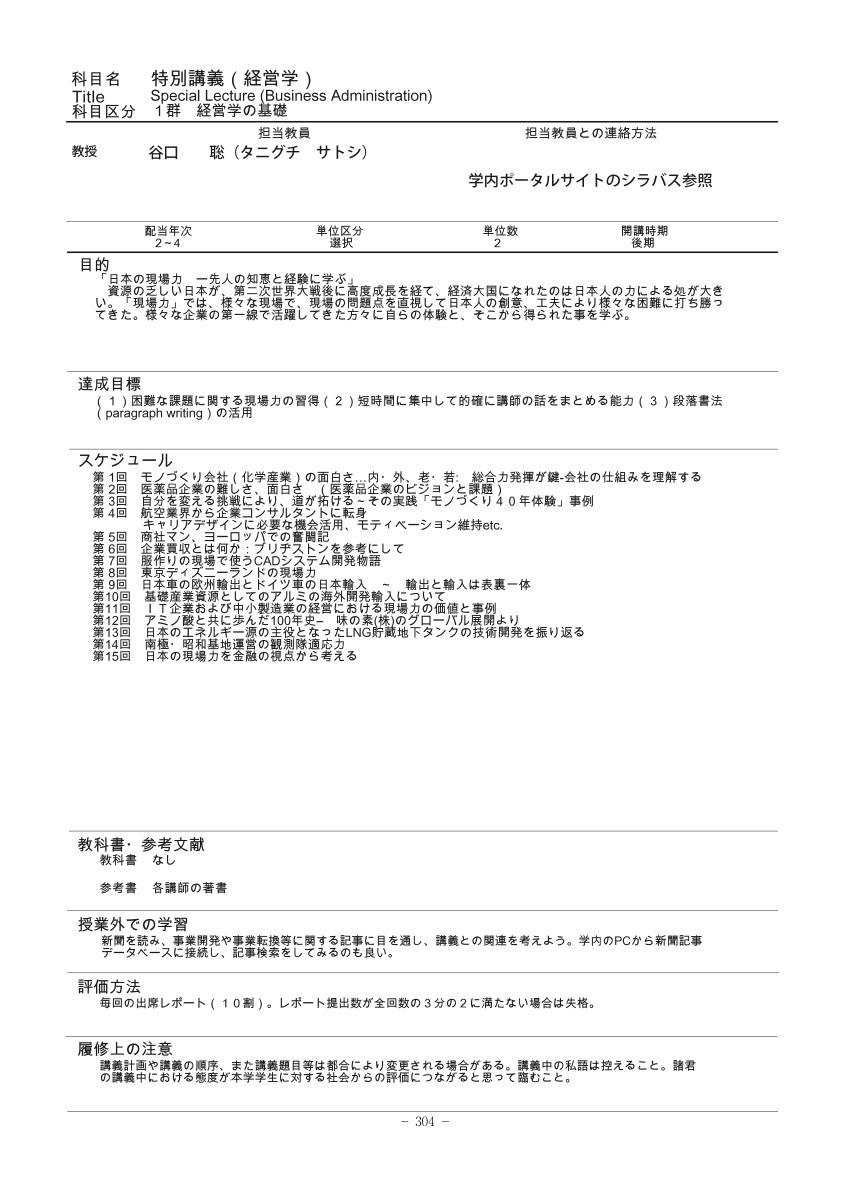 科目名　特別講義（経営学）
Title　Special Lecture (Business Administration)
科目区分　１群　経営学の基礎
担当教員　担当教員との連絡方法
教授　谷口　　聡（タニグチ　サトシ）
学内ポータルサイトのシラバス参照
配当年次　単位区分　単位数　開講時期
２～４　選択　２　後期
目的
「日本の現場力　―先人の知恵と経験に学ぶ」
　資源の乏しい日本が、第二次世界大戦後に高度成長を経て、経済大国になれたのは日本人の力による処が大き
い。「現場力」では、様々な現場で、現場の問題点を直視して日本人の創意、工夫により様々な困難に打ち勝っ
てきた。様々な企業の第一線で活躍してきた方々に自らの体験と、そこから得られた事を学ぶ。
達成目標
（１）困難な課題に関する現場力の習得（２）短時間に集中して的確に講師の話をまとめる能力（３）段落書法
（paragraph writing）の活用
スケジュール
第 1回　モノづくり会社（化学産業）の面白さ…内・外、老・若:　総合力発揮が鍵-会社の仕組みを理解する
第 2回　医薬品企業の難しさ、面白さ　（医薬品企業のビジョンと課題）
第 3回　自分を変える挑戦により、道が拓ける～その実践「モノづくり４０年体験」事例
第 4回　航空業界から企業コンサルタントに転身
キャリアデザインに必要な機会活用、モティベーション維持etc.
第 5回　商社マン、ヨーロッパでの奮闘記
第 6回　企業買収とは何か：ブリヂストンを参考にして
第 7回　服作りの現場で使うCADシステム開発物語
第 8回　東京ディズニーランドの現場力
第 9回　日本車の欧州輸出とドイツ車の日本輸入　～　輸出と輸入は表裏一体
第10回　基礎産業資源としてのアルミの海外開発輸入について
第11回　ＩＴ企業および中小製造業の経営における現場力の価値と事例
第12回　アミノ酸と共に歩んだ100年史−　味の素(株)のグローバル展開より
第13回　日本のエネルギー源の主役となったLNG貯蔵地下タンクの技術開発を振り返る
第14回　南極・昭和基地運営の観測隊適応力
第15回　日本の現場力を金融の視点から考える
教科書・参考文献
教科書　なし
参考書　各講師の著書
授業外での学習
新聞を読み、事業開発や事業転換等に関する記事に目を通し、講義との関連を考えよう。学内のPCから新聞記事
データベースに接続し、記事検索をしてみるのも良い。
評価方法
毎回の出席レポート（１０割）。レポート提出数が全回数の３分の２に満たない場合は失格。
履修上の注意
講義計画や講義の順序、また講義題目等は都合により変更される場合がある。講義中の私語は控えること。諸君
の講義中における態度が本学学生に対する社会からの評価につながると思って臨むこと。
− 304 −